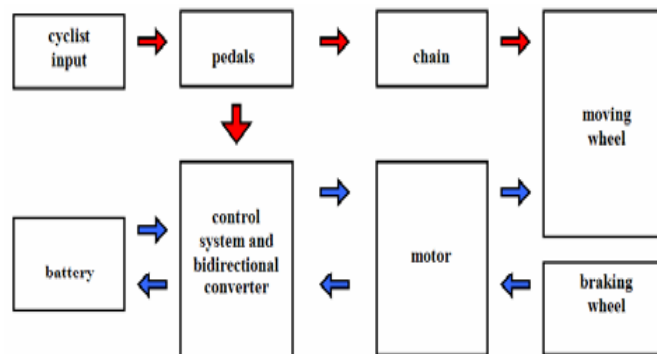 cyclist
input
pedals
chain
moving
wheel
control
system and
bidirectional
converter
motor
battery
braking
wheel